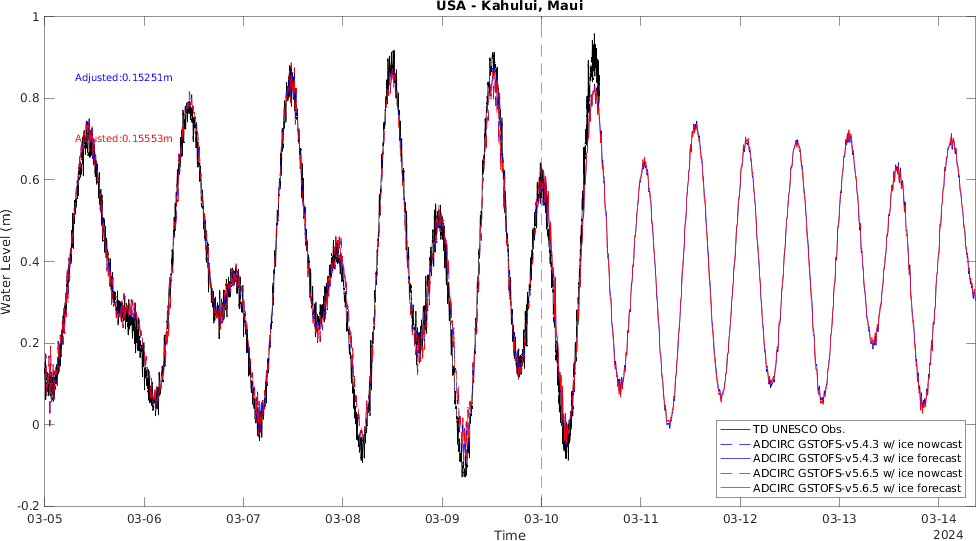 USA - Kahului, Maui
1
0.8
0.6
0.4
0.2
0
-0.2
Water Level (m)
Adjusted:0.15251m
Adjusted:0.15553m
TD UNESCO Obs.
ADCIRC GSTOFS-v5.4.3 w/ ice nowcast
ADCIRC GSTOFS-v5.4.3 w/ ice forecast
ADCIRC GSTOFS-v5.6.5 w/ ice nowcast
ADCIRC GSTOFS-v5.6.5 w/ ice forecast
03-05 03-06 03-07 03-08 03-09 03-10 03-11 03-12 03-13 03-14
Time
2024